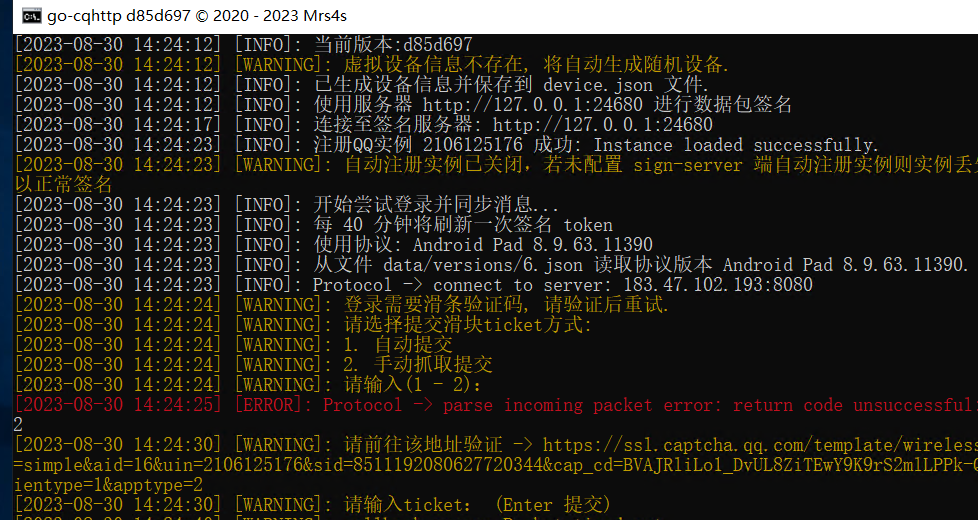 go-cqhttp d85d697 © 2020 - 2023 Mrs4s
[2023-08-30 14:24:12] [INFO]: 当前版本:d85d697
[2023-08-30 14:24:12] [WARNING]: 虚拟设备信息不存在, 将自动生成随机设备.
[2023-08-30 14:24:12] [INFO]: 已生成设备信息并保存到 device.json 文件.
[2023-08-30 14:24:12] [INFO]: 使用服务器 http://127.0.0.1:24680 进行数据包签名
[2023-08-30 14:24:17] [INFO]: 连接至签名服务器: http://127.0.0.1:24680
[2023-08-30 14:24:23] [INFO]: 注册QQ实例 2106125176 成功: Instance loaded successfully.
[2023-08-30 14:24:23] [WARNING]: 自动注册实例已关闭，若未配置 sign-server 端自动注册实例则实例丢
以正常签名
[2023-08-30 14:24:23] [INFO]: 开始尝试登录并同步消息...
[2023-08-30 14:24:23] [INFO]: 每 40 分钟将刷新一次签名 token
[2023-08-30 14:24:23] [INFO]: 使用协议: Android Pad 8.9.63.11390
[2023-08-30 14:24:23] [INFO]: 从文件 data/versions/6.json 读取协议版本 Android Pad 8.9.63.11390.
[2023-08-30 14:24:23] [INFO]: Protocol -> connect to server: 183.47.102.193:8080
[2023-08-30 14:24:24] [WARNING]: 登录需要滑条验证码, 请验证后重试.
[2023-08-30 14:24:24] [WARNING]: 请选择提交滑块ticket方式:
[2023-08-30 14:24:24] [WARNING]: 1. 自动提交
[2023-08-30 14:24:24] [WARNING]: 2. 手动抓取提交
[2023-08-30 14:24:24] [WARNING]: 请输入(1 - 2)：
[2023-08-30 14:24:25] [ERROR]: Protocol -> parse incoming packet error: return code unsuccessful:
2
[2023-08-30 14:24:30] [WARNING]: 请前往该地址验证 -> https://ssl.captcha.qq.com/template/wireless
=simple&aid=16&uin=2106125176&sid=8511192080627720344&cap_cd=BVAJRliLo1_DvUL8ZiTEwY9K9rS2mlLPPk-
ientype=1&apptype=2
[2023-08-30 14:24:30] [WARNING]: 请输入ticket： (Enter 提交)